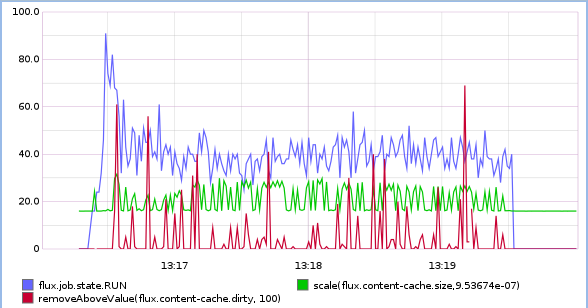 100.0
80.0
60.0
40.0
20.0
0
13:17 13:18 13:19
flux.job.state.RUN scale(flux.content-cache.size,9.53674e-07)
removeAboveValue(flux.content-cache.dirty, 100)